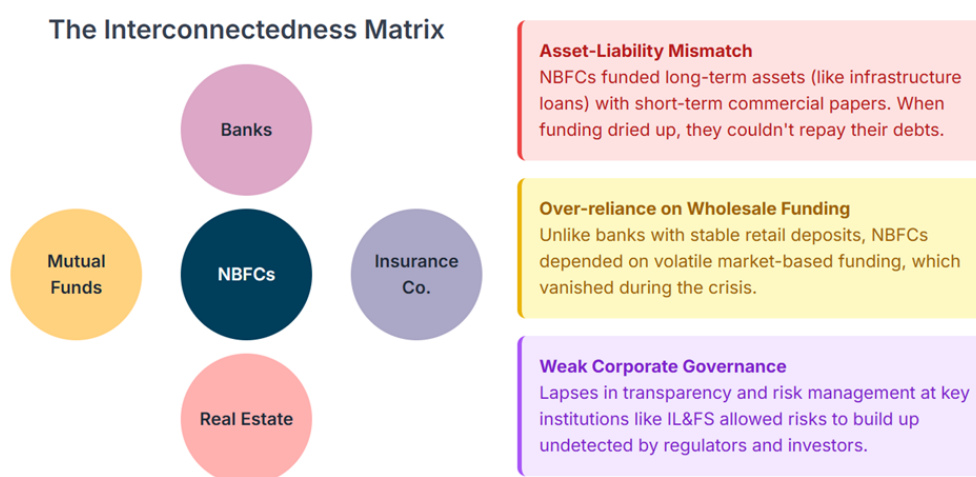 The Interconnectedness Matrix
Banks
Mutual
Funds
NBFCs
Insurance
Co.
Real Estate
Asset-Liability Mismatch
NBFCs funded long-term assets (like infrastructure
loans) with short-term commercial papers. When
funding dried up, they couldn't repay their debts.
Over-reliance on Wholesale Funding
Unlike banks with stable retail deposits, NBFCs
depended on volatile market-based funding, which
vanished during the crisis.
Weak Corporate Governance
Lapses in transparency and risk management at key
institutions like IL&FS allowed risks to build up
undetected by regulators and investors.